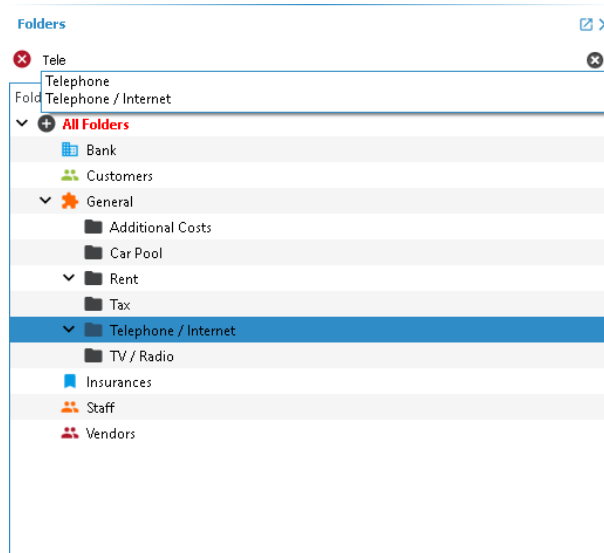 Folders
Tele
Telephone
Telephone / Internet
Fold
All Folders
Bank
Customers
General
Additional Costs
Car Pool
Rent
Tax
Telephone / Internet
TV / Radio
Insurances
Staff
Vendors